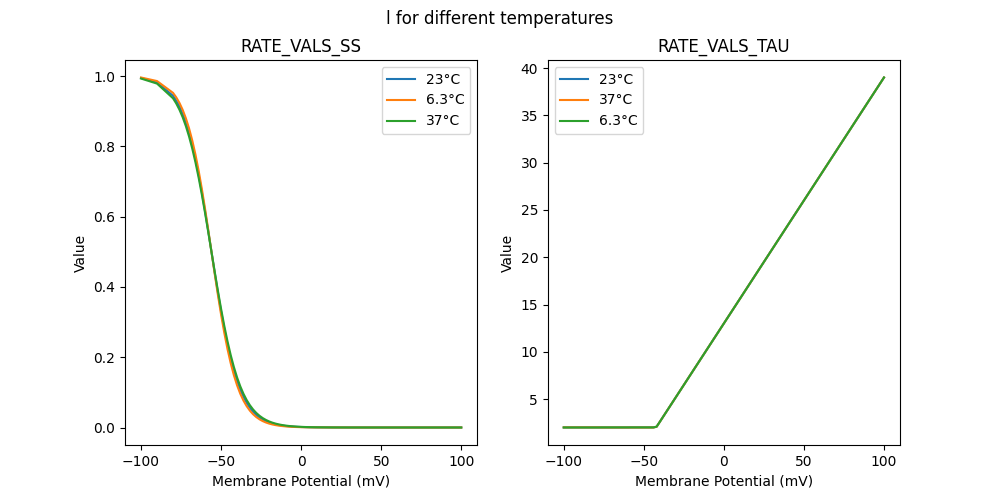 l for different temperatures
RATE_VALS_SS
1.0
0.8
0.6
0.4
0.2
0.0
Value
−100
−50
0
50
100
Membrane Potential (mV)
23°C
6.3°C
37°C
RATE_VALS_TAU
40
35
30
25
20
15
10
5
Value
−100
−50
0
50
100
Membrane Potential (mV)
23°C
37°C
6.3°C